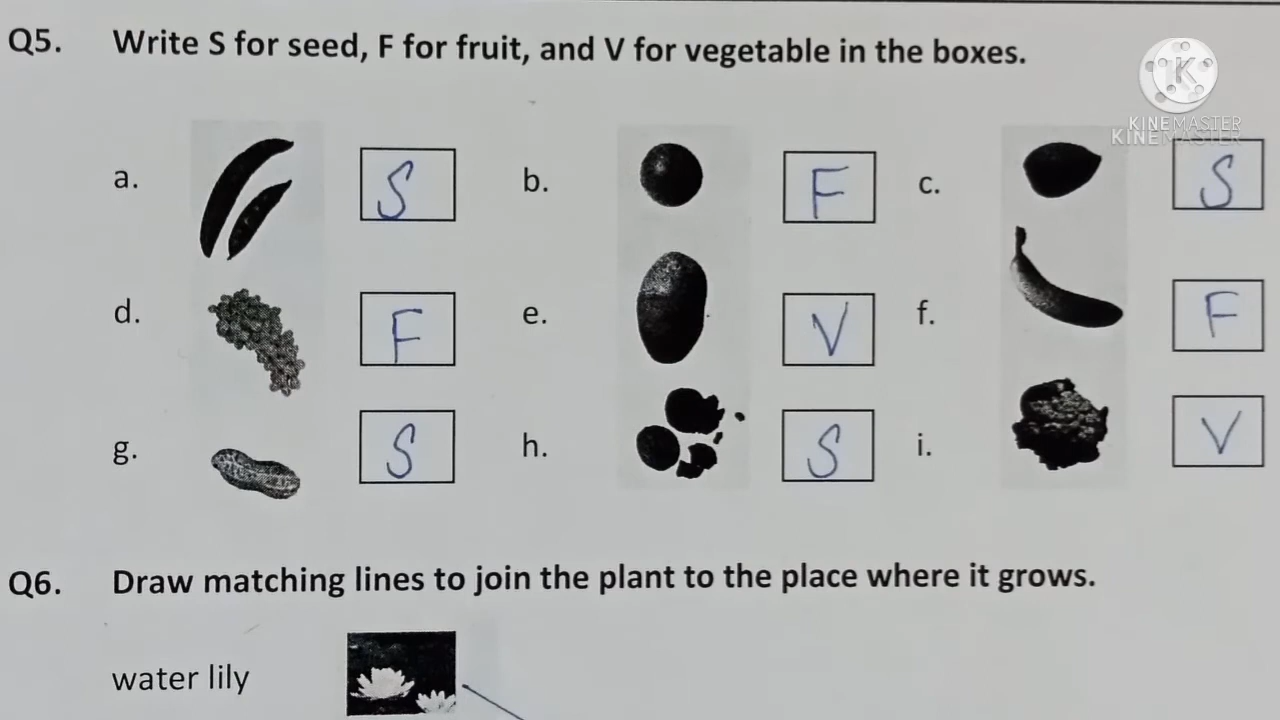 Q5. Write S for seed, F for fruit, and V for vegetable in the boxes.
K
KINEMASTER
KINEMASTER
a. S b. F c. S
d. F e. V f. F
g. S h. S i. V
Q6. Draw matching lines to join the plant to the place where it grows.
water lily